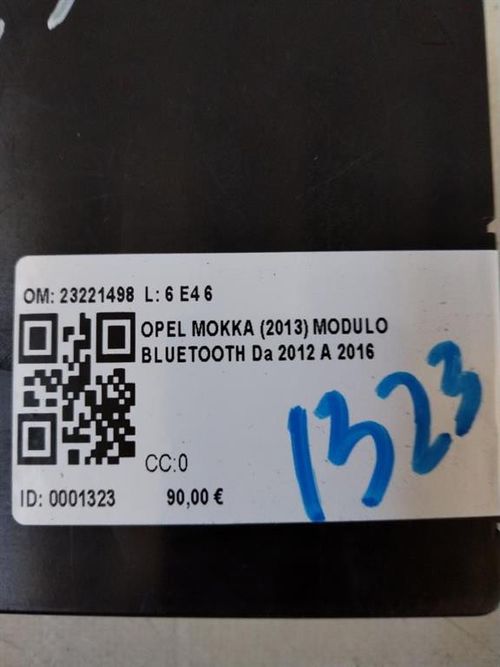 OM: 23221498 L: 6 E4 6
OPEL MOKKA (2013) MODULO
BLUETOOTH Da 2012 A 2016
CC:0
ID: 0001323 90,00 €
1323